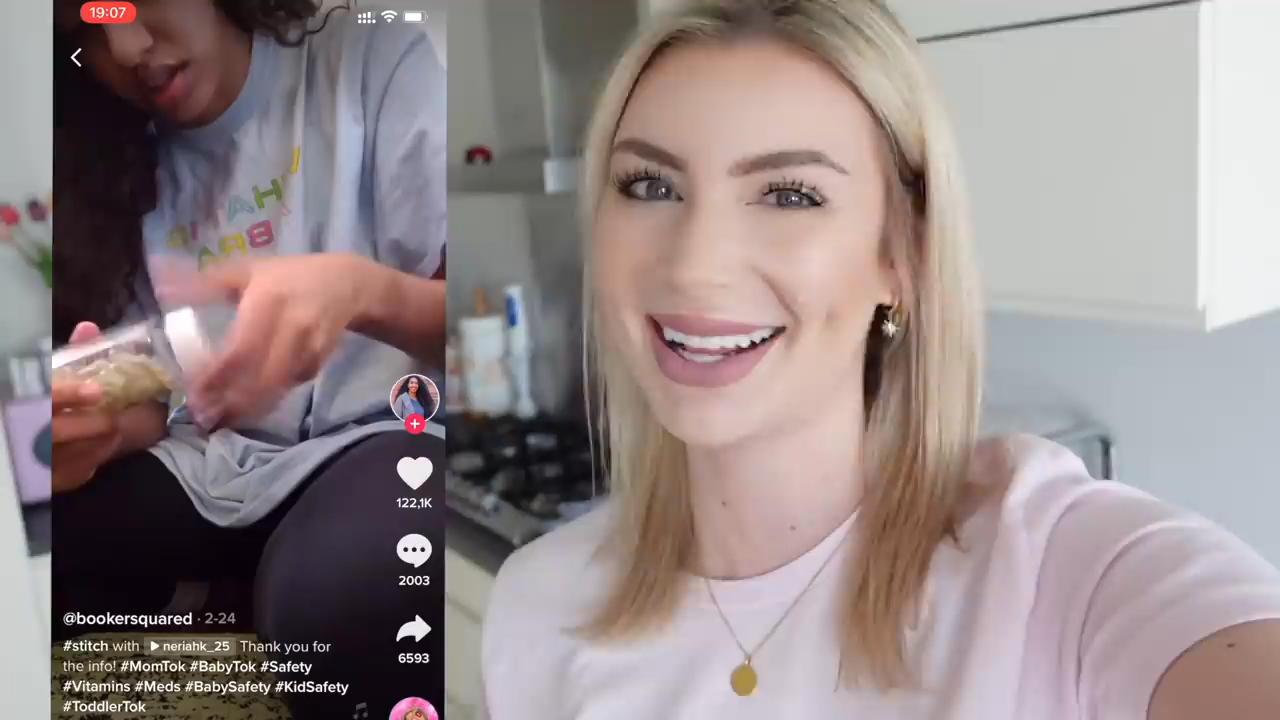 19:07
122,1K
2003
6593
@bookersquared · 2-24
#stitch with ▶ neriahk_25 Thank you for
the info! #MomTok #BabyTok #Safety
#Vitamins #Meds #BabySafety #KidSafety
#ToddlerTok